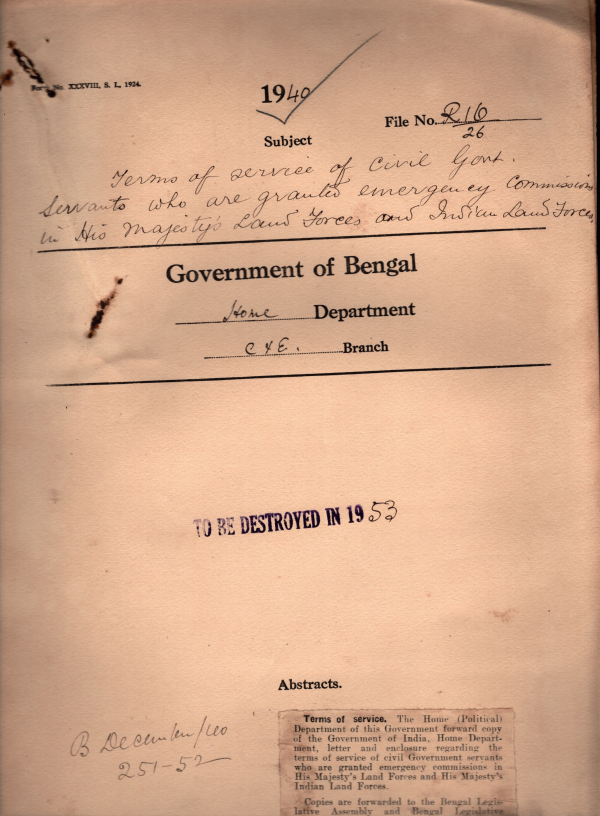 Form No. XXXVIII, S. L., 1924.
1940
File No. R16/26
Subject
Terms of service of Civil Govt.
Servants who are granted emergency Commissions
in His Majesty's Land Forces and Indian Land Forces.
Government of Bengal
Home Department
C & E. Branch
TO BE DESTROYED IN 1953
Abstracts.
B December/40
251-52
Terms of service. The Home (Political)
Department of this Government forward copy
of the Government of India, Home Depart-
ment, letter and enclosure regarding the
terms of service of civil Government servants
who are granted emergency commissions in
His Majesty's Land Forces and His Majesty's
Indian Land Forces.
Copies are forwarded to the Bengal Legis-
lative Assembly and Bengal Legislative